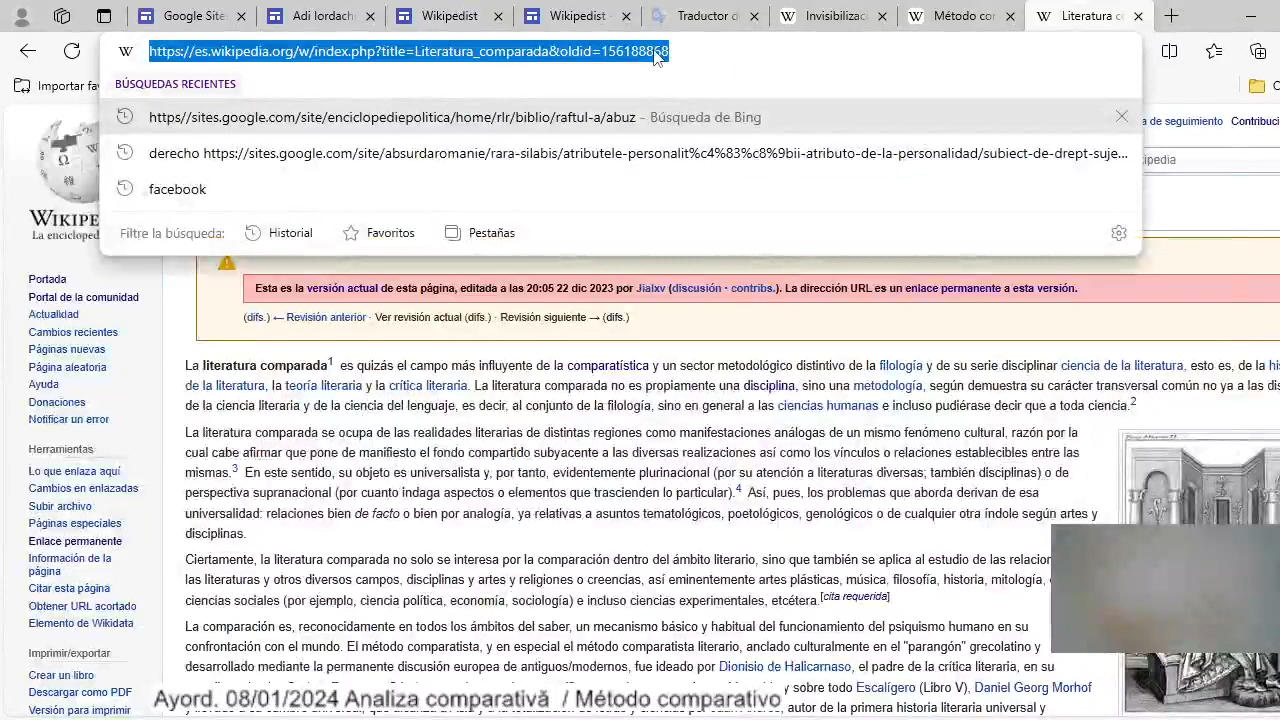 Google Site
Adi Iordach
Wikipedist
Wikipedist -
Traductor d
Invisibiliza
Método co
Literatura c
https://es.wikipedia.org/w/index.php?title=Literatura_comparada&oldid=156188868
Importar fav
BÚSQUEDAS RECIENTES
https//sites.google.com/site/enciclopediepolitica/home/rlr/biblio/raftul-a/abuz - Búsqueda de Bing
derecho https://sites.google.com/site/absurdaromanie/rara-silabis/atributele-personalit%c4%83%c8%9bii-atributo-de-la-personalidad/subiect-de-drept-suje...
facebook
Filtre la búsqueda: Historial Favoritos Pestañas
de seguimiento Contribuci
kipedia
WIKIPE
La enciclope
Portada
Portal de la comunidad
Actualidad
Cambios recientes
Páginas nuevas
Página aleatoria
Ayuda
Donaciones
Notificar un error
Herramientas
Lo que enlaza aquí
Cambios en enlazadas
Subir archivo
Páginas especiales
Enlace permanente
Información de la
página
Citar esta página
Obtener URL acortado
Elemento de Wikidata
Imprimir/exportar
Crear un libro
Descargar como PDF
Versión para imprimir
Esta es la versión actual de esta página, editada a las 20:05 22 dic 2023 por Jialxv (discusión · contribs.). La dirección URL es un enlace permanente a esta versión.
(difs.) ← Revisión anterior · Ver revisión actual (difs.) · Revisión siguiente → (difs.)
La literatura comparada1 es quizás el campo más influyente de la comparatística y un sector metodológico distintivo de la filología y de su serie disciplinar ciencia de la literatura, esto es, de la his
de la literatura, la teoría literaria y la crítica literaria. La literatura comparada no es propiamente una disciplina, sino una metodología, según demuestra su carácter transversal común no ya a las di
de la ciencia literaria y de la ciencia del lenguaje, es decir, al conjunto de la filología, sino en general a las ciencias humanas e incluso pudiérase decir que a toda ciencia.2
La literatura comparada se ocupa de las realidades literarias de distintas regiones como manifestaciones análogas de un mismo fenómeno cultural, razón por la
cual cabe afirmar que pone de manifiesto el fondo compartido subyacente a las diversas realizaciones así como los vínculos o relaciones establecibles entre las
mismas.3 En este sentido, su objeto es universalista y, por tanto, evidentemente plurinacional (por su atención a literaturas diversas; también disciplinas) o de
perspectiva supranacional (por cuanto indaga aspectos o elementos que trascienden lo particular).4 Así, pues, los problemas que aborda derivan de esa
universalidad: relaciones bien de facto o bien por analogía, ya relativas a asuntos tematológicos, poetológicos, genológicos o de cualquier otra índole según artes y
disciplinas.
Ciertamente, la literatura comparada no solo se interesa por la comparación dentro del ámbito literario, sino que también se aplica al estudio de las relacion
las literaturas y otros diversos campos, disciplinas y artes y religiones o creencias, así eminentemente artes plásticas, música, filosofía, historia, mitología,
ciencias sociales (por ejemplo, ciencia política, economía, sociología) e incluso ciencias experimentales, etcétera.[cita requerida]
La comparación es, reconocidamente en todos los ámbitos del saber, un mecanismo básico y habitual del funcionamiento del psiquismo humano en su
confrontación con el mundo. El método comparatista, y en especial el método comparatista literario, anclado culturalmente en el "parangón" grecolatino y
desarrollado mediante la permanente discusión europea de antiguos/modernos, fue ideado por Dionisio de Halicarnaso, el padre de la crítica literaria, en su
y sobre todo Escalígero (Libro V), Daniel Georg Morhof
autor de la primera historia literaria universal y
Ayord. 08/01/2024 Analiza comparativă / Método comparativo